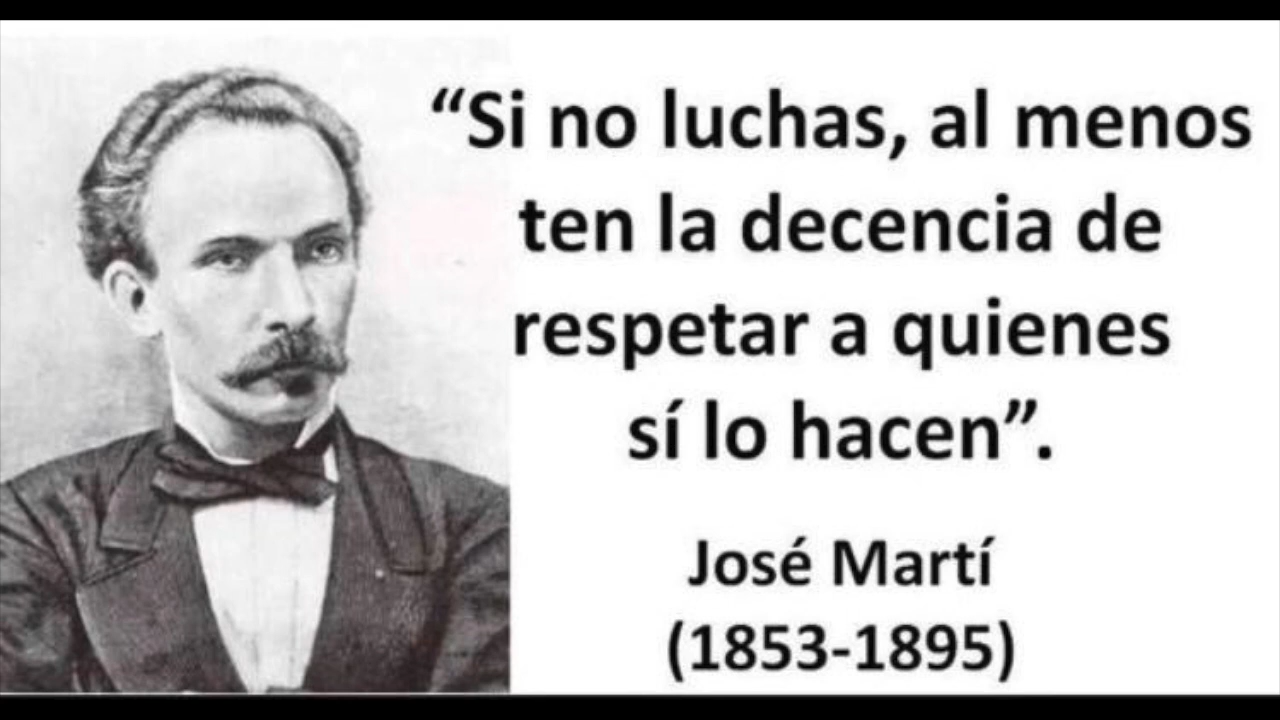 “Si no luchas, al menos
ten la decencia de
respetar a quienes
sí lo hacen”.
José Martí
(1853-1895)